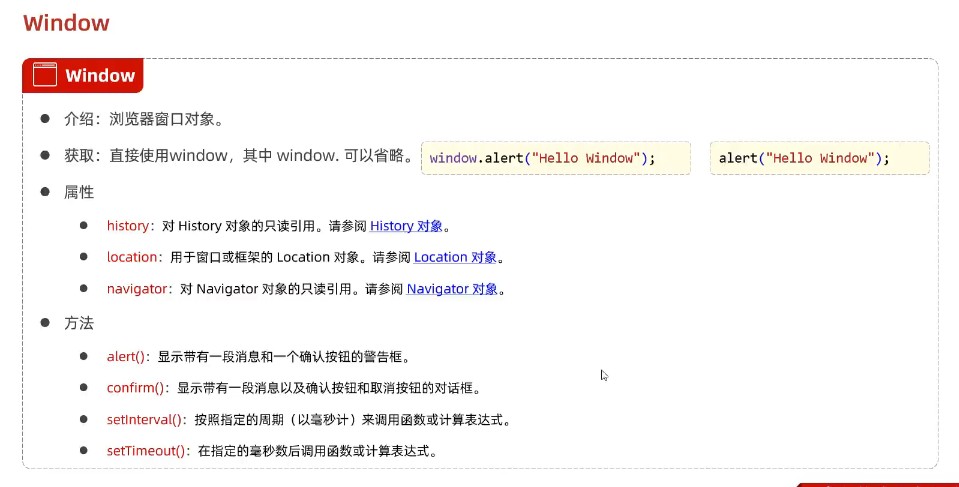 Window
Window
介绍：浏览器窗口对象。
获取：直接使用window，其中 window. 可以省略。 window.alert("Hello Window"); alert("Hello Window");
属性
history：对 History 对象的只读引用。请参阅 History 对象。
location：用于窗口或框架的 Location 对象。请参阅 Location 对象。
navigator：对 Navigator 对象的只读引用。请参阅 Navigator 对象。
方法
alert()：显示带有一段消息和一个确认按钮的警告框。
confirm()：显示带有一段消息以及确认按钮和取消按钮的对话框。
setInterval()：按照指定的周期（以毫秒计）来调用函数或计算表达式。
setTimeout()：在指定的毫秒数后调用函数或计算表达式。